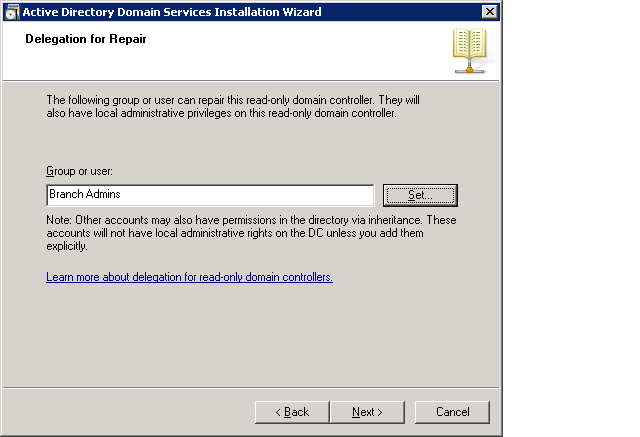 Active Directory Domain Services Installation Wizard
Delegation for Repair
The following group or user can repair this read-only domain controller. They will
also have local administrative privileges on this read-only domain controller.
Group or user:
Branch Admins
Set...
Note: Other accounts may also have permissions in the directory via inheritance. These
accounts will not have local administrative rights on the DC unless you add them
explicitly.
Learn more about delegation for read-only domain controllers.
< Back
Next >
Cancel